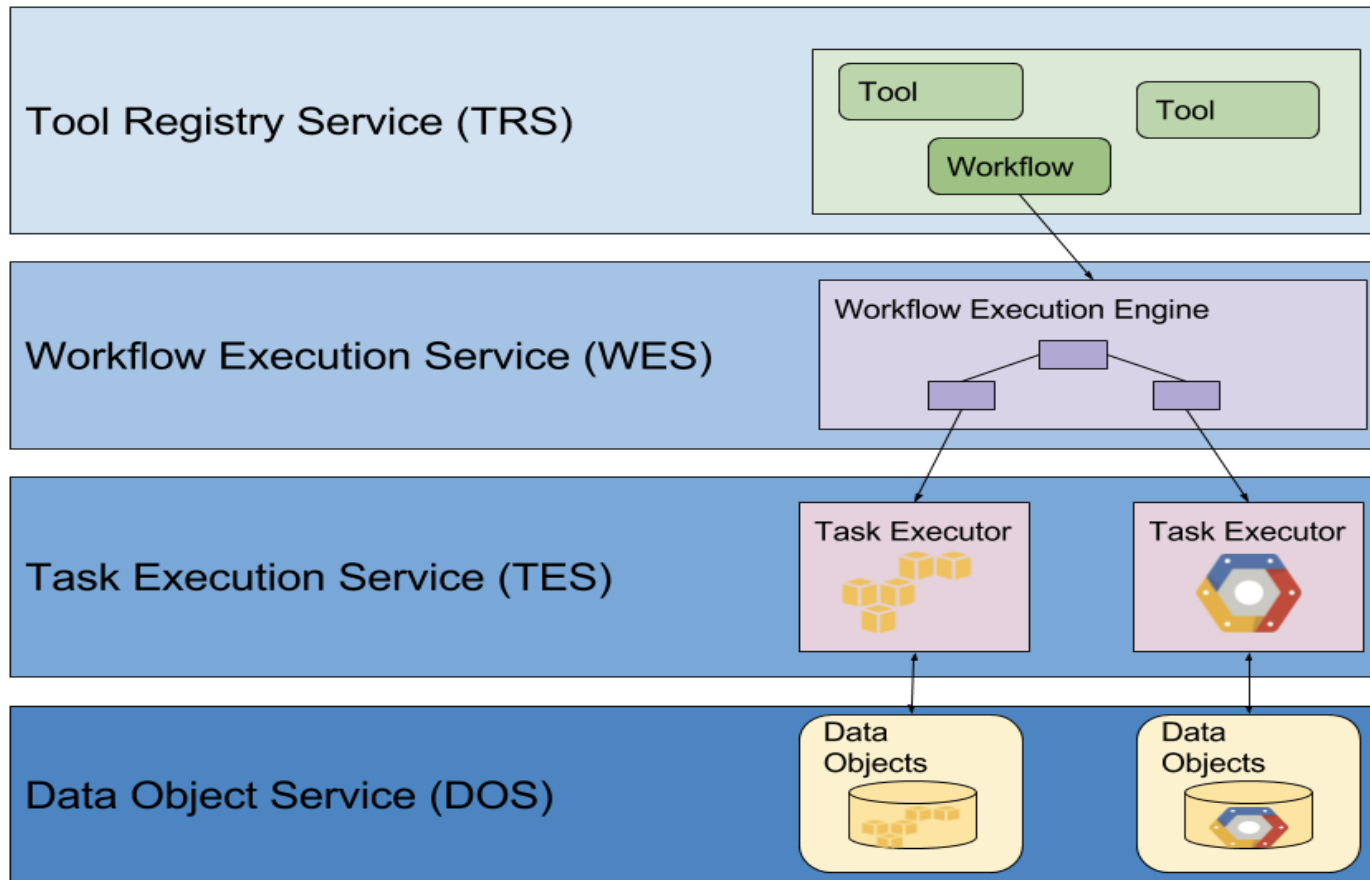 Tool Registry Service (TRS)
Tool
Tool
Workflow
Workflow Execution Service (WES)
Workflow Execution Engine
Task Execution Service (TES)
Task Executor
Task Executor
Data Object Service (DOS)
Data
Objects
Data
Objects